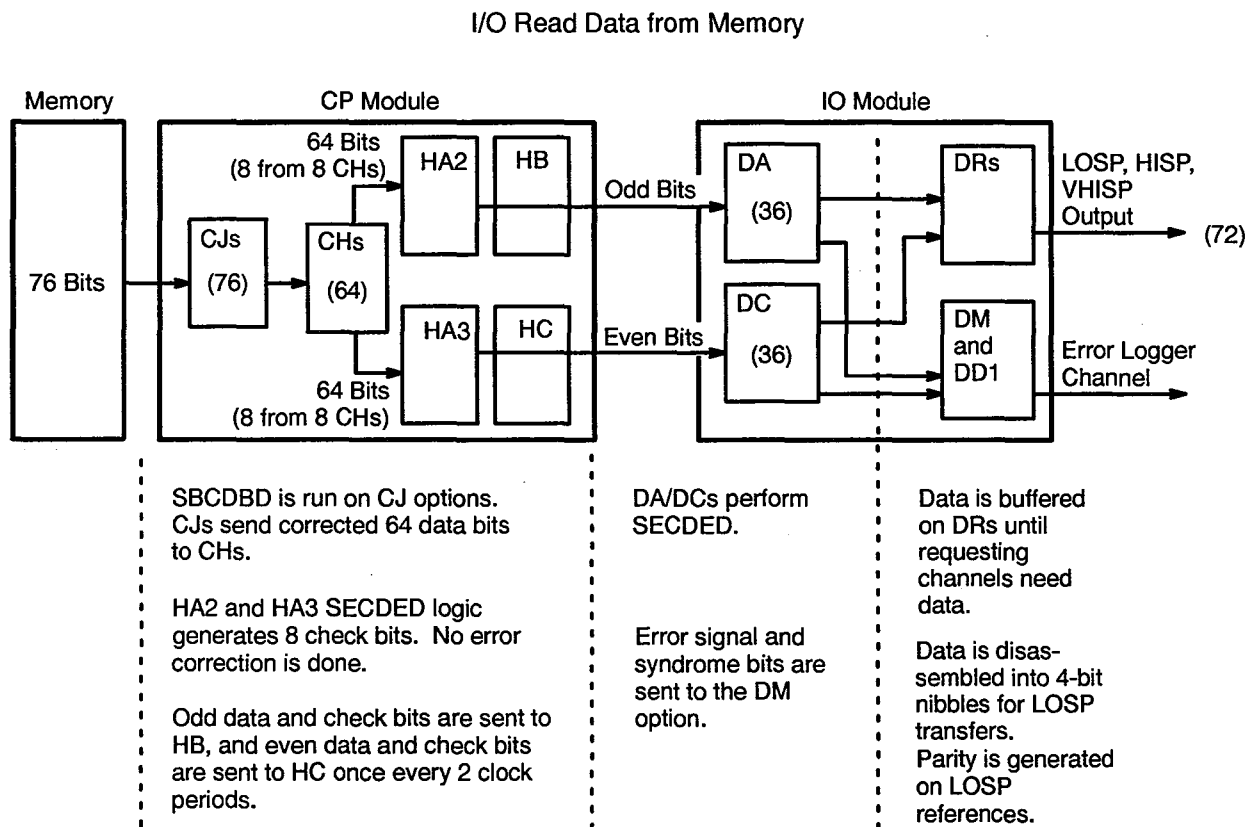 I/O Read Data from Memory
Memory
CP Module
IO Module
76 Bits
CJs
(76)
64 Bits
(8 from 8 CHs)
CHs
(64)
64 Bits
(8 from 8 CHs)
HA2
HB
HA3
HC
Odd Bits
Even Bits
DA
(36)
DC
(36)
DRs
DM
and
DD1
LOSP, HISP,
VHISP
Output
(72)
Error Logger
Channel
SBCDBD is run on CJ options.
CJs send corrected 64 data bits
to CHs.
HA2 and HA3 SECDED logic
generates 8 check bits. No error
correction is done.
Odd data and check bits are sent to
HB, and even data and check bits
are sent to HC once every 2 clock
periods.
DA/DCs perform
SECDED.
Error signal and
syndrome bits are
sent to the DM
option.
Data is buffered
on DRs until
requesting
channels need
data.
Data is disas-
sembled into 4-bit
nibbles for LOSP
transfers.
Parity is generated
on LOSP
references.